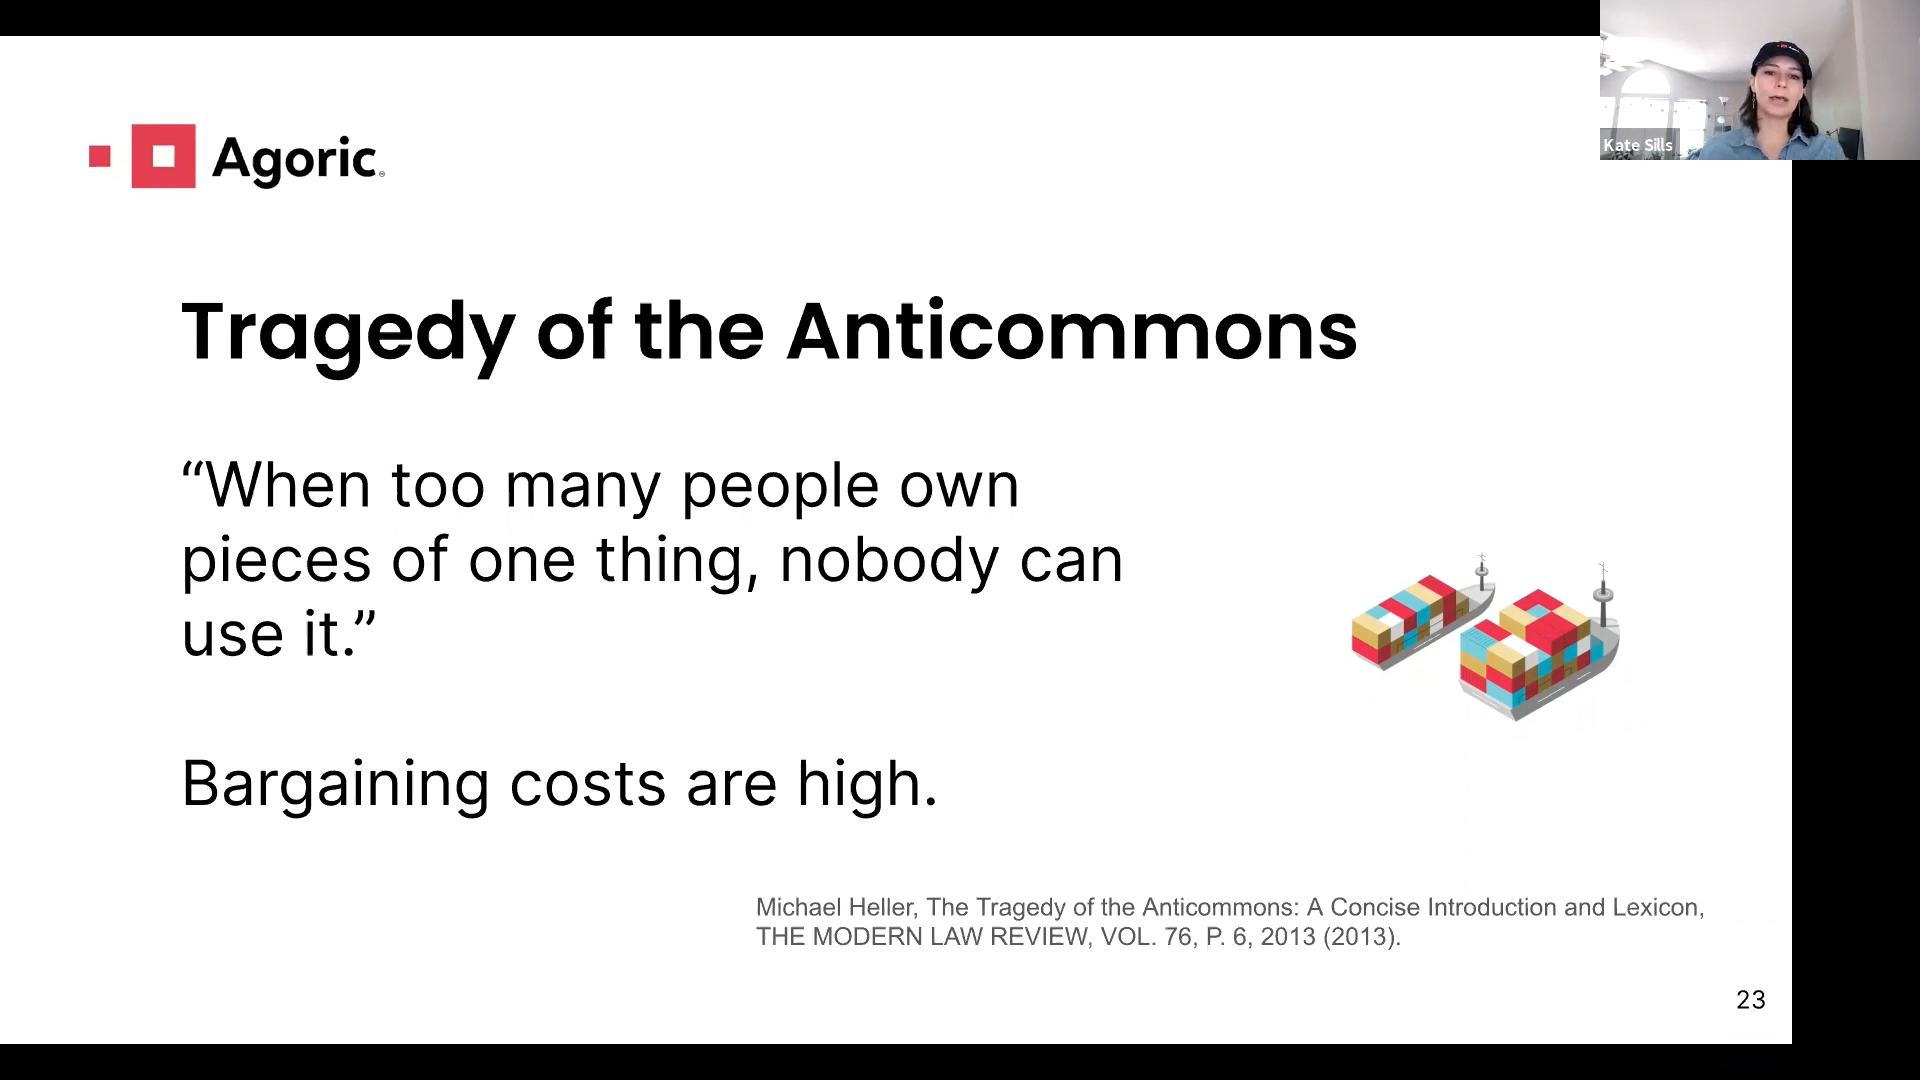 Kate Sills
Agoric
Tragedy of the Anticommons
“When too many people own
pieces of one thing, nobody can
use it.”
Bargaining costs are high.
Michael Heller, The Tragedy of the Anticommons: A Concise Introduction and Lexicon,
THE MODERN LAW REVIEW, VOL. 76, P. 6, 2013 (2013).
23